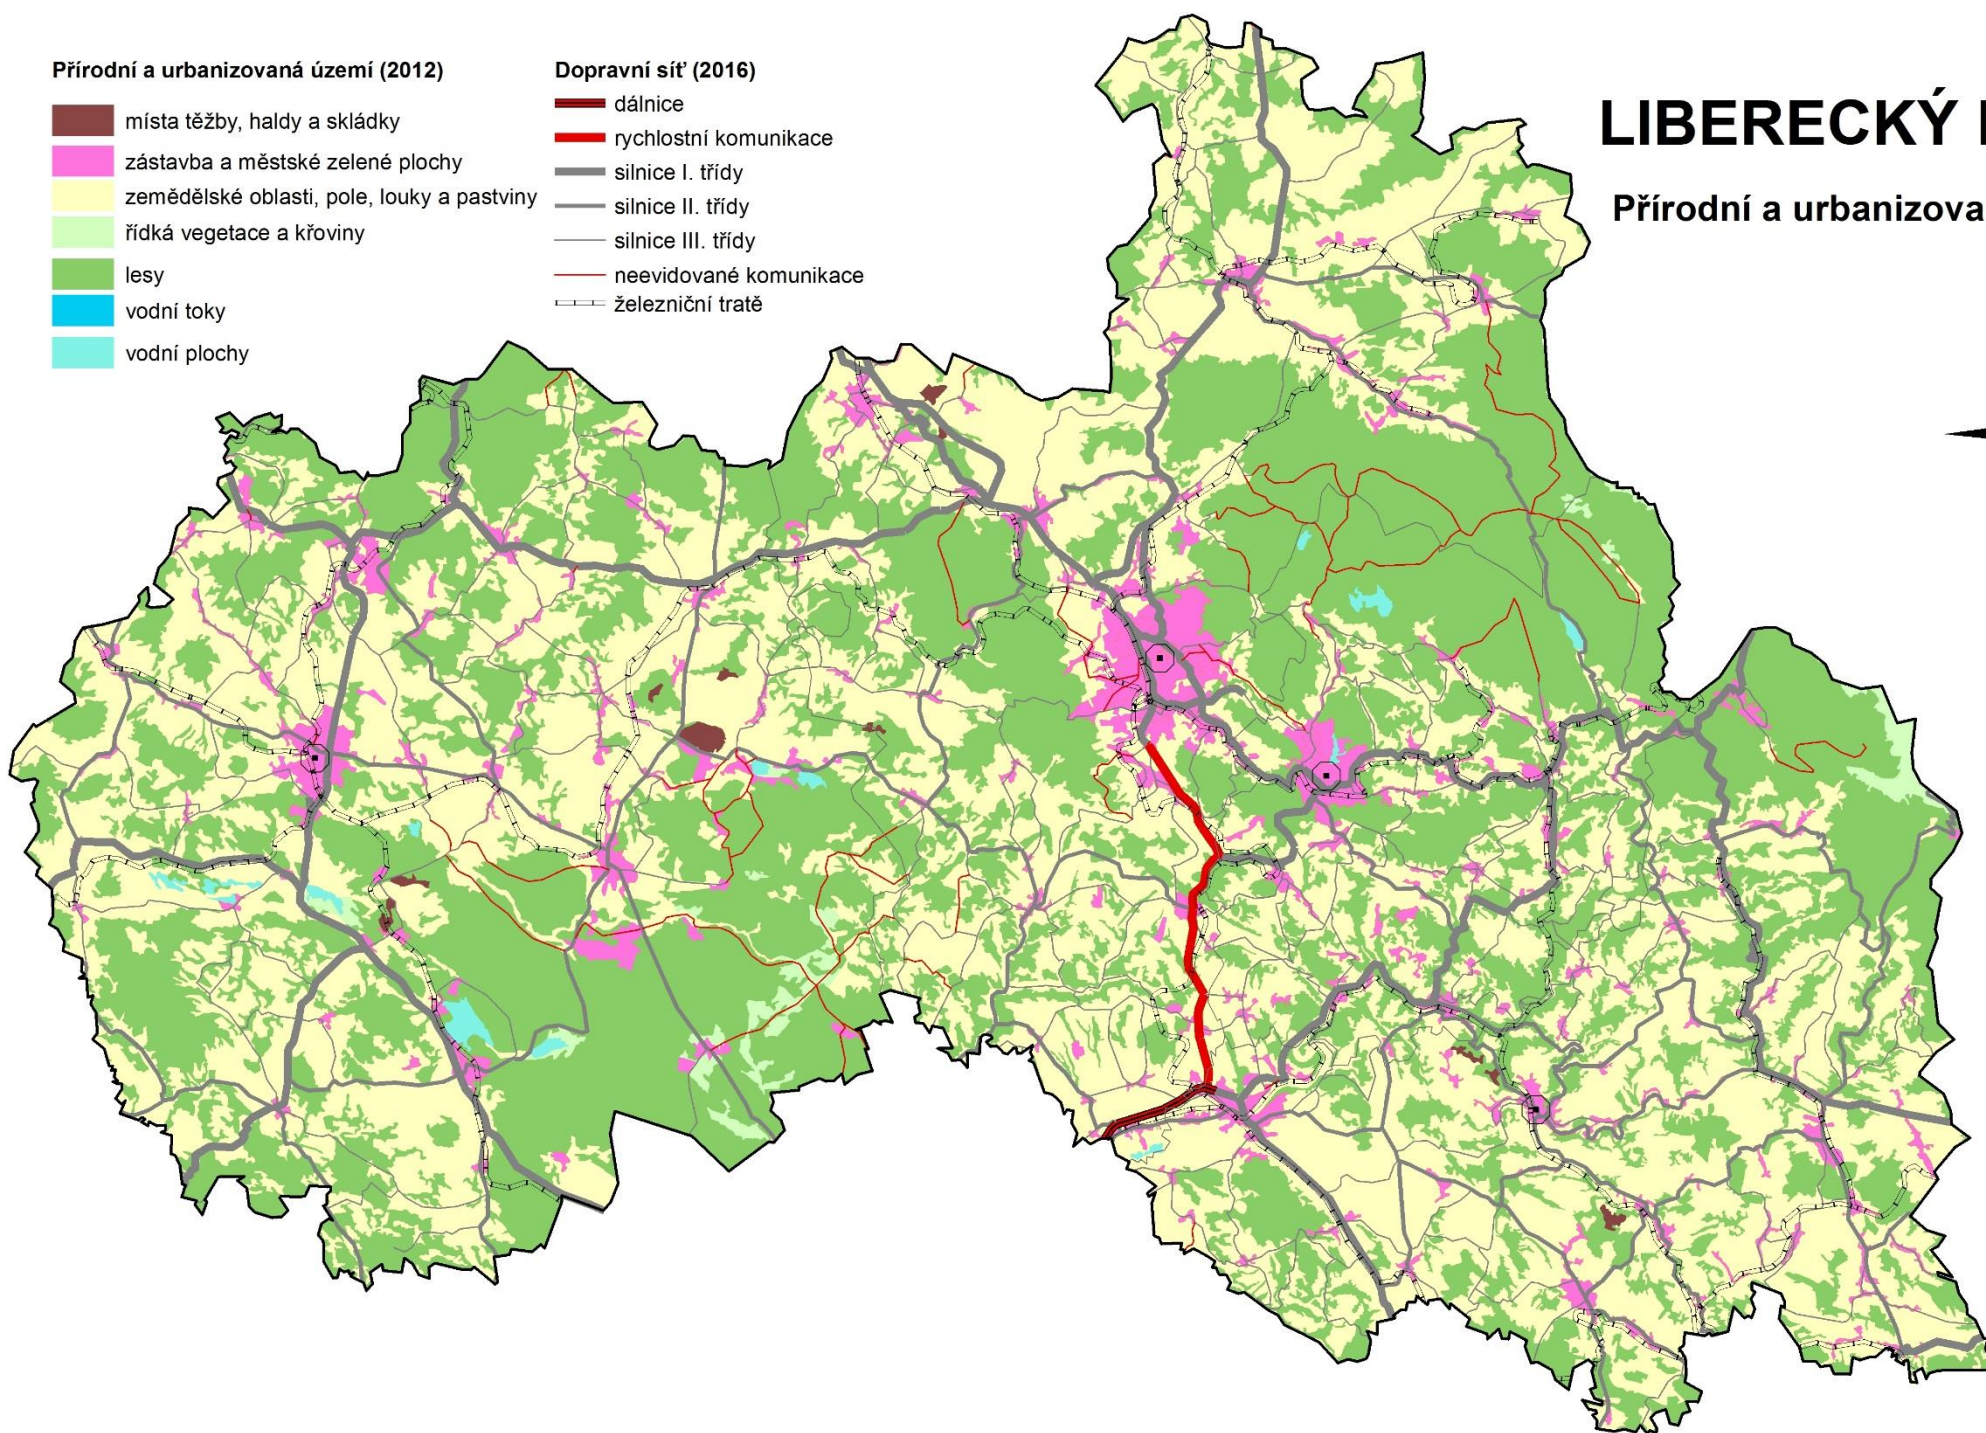 Přírodní a urbanizovaná území (2012)
místa těžby, haldy a skládky
zástavba a městské zelené plochy
zemědělské oblasti, pole, louky a pastviny
řídká vegetace a křoviny
lesy
vodní toky
vodní plochy
Dopravní síť (2016)
dálnice
rychlostní komunikace
silnice I. třídy
silnice II. třídy
silnice III. třídy
neevidované komunikace
železniční tratě
LIBERECKÝ
Přírodní a urbanizova